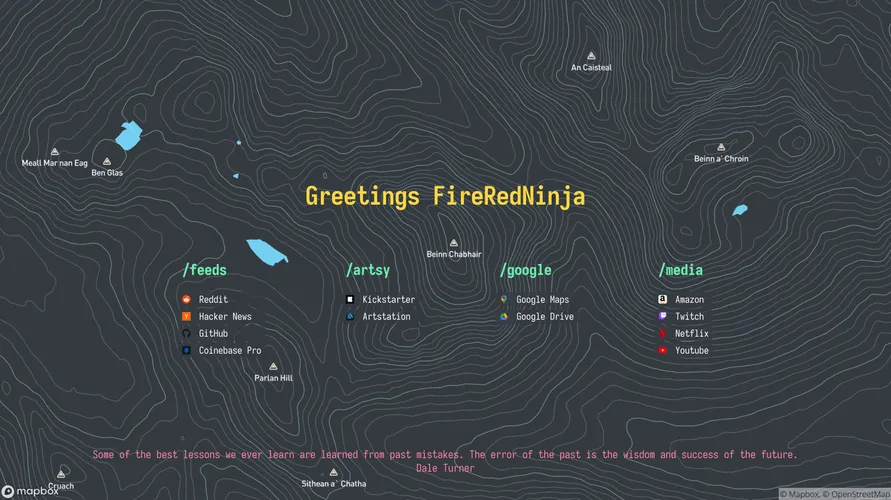 An Caisteal
Meall Mor nan Eag
Ben Glas
Beinn a' Chroin
Greetings FireRedNinja
Beinn Chabhair
/feeds
Reddit
Hacker News
GitHub
Coinebase Pro
/artsy
Kickstarter
Artstation
/google
Google Maps
Google Drive
/media
Amazon
Twitch
Netflix
Youtube
Parlan Hill
Some of the best lessons we ever learn are learned from past mistakes. The error of the past is the wisdom and success of the future.
Dale Turner
Cruach
Sithean a' Chatha
mapbox
© Mapbox, © OpenStreetMap